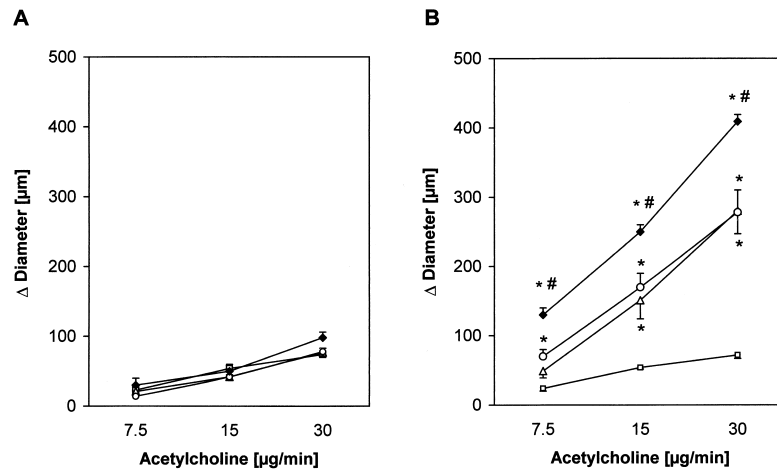 A
500
400
300
200
100
0
Δ Diameter [µm]
7.5 15 30
Acetylcholine [µg/min]
B
500
400
300
200
100
0
Δ Diameter [µm]
* #
* #
* #
*
*
*
*
*
7.5 15 30
Acetylcholine [µg/min]